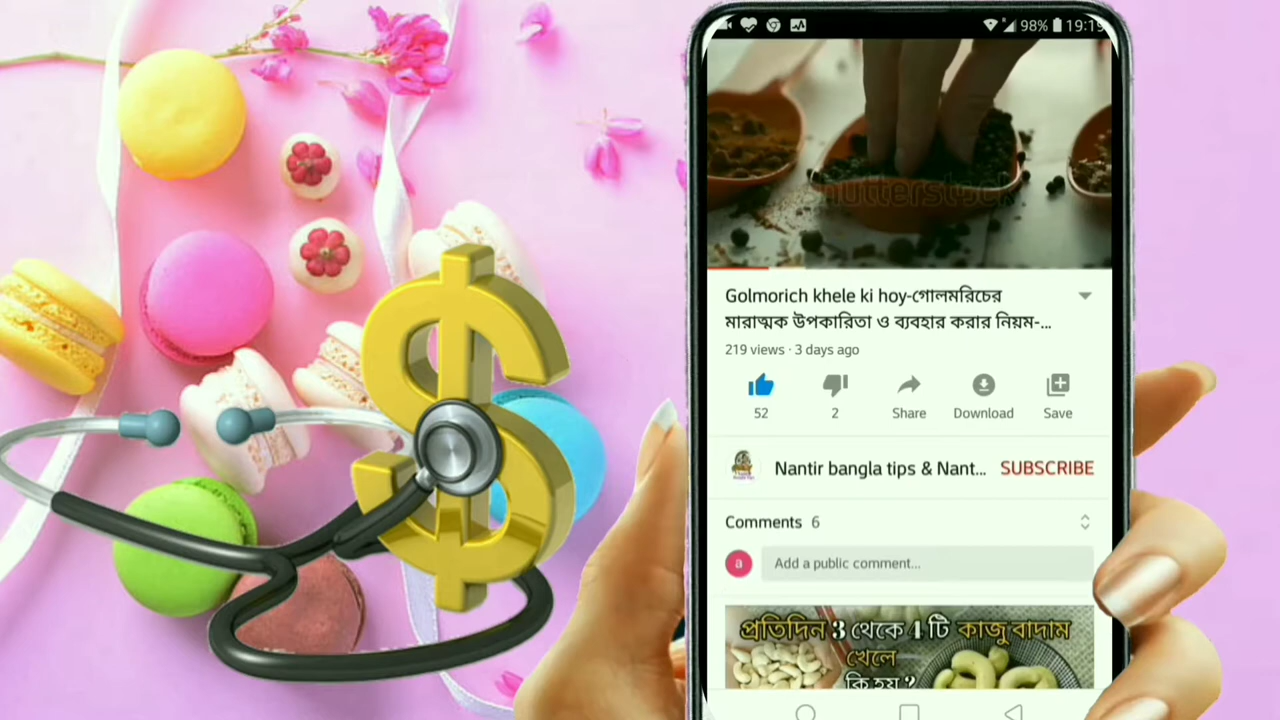 98% 19:19
shutterstock
Golmorich khele ki hoy-গোলমরিচের
মারাত্মক উপকারিতা ও ব্যবহার করার নিয়ম-...
219 views · 3 days ago
52 2 Share Download Save
Nantir bangla tips & Nant... SUBSCRIBE
Comments 6
a Add a public comment...
প্রতিদিন 3 থেকে 4 টি কাজু বাদাম
খেলে
কি হয় ?